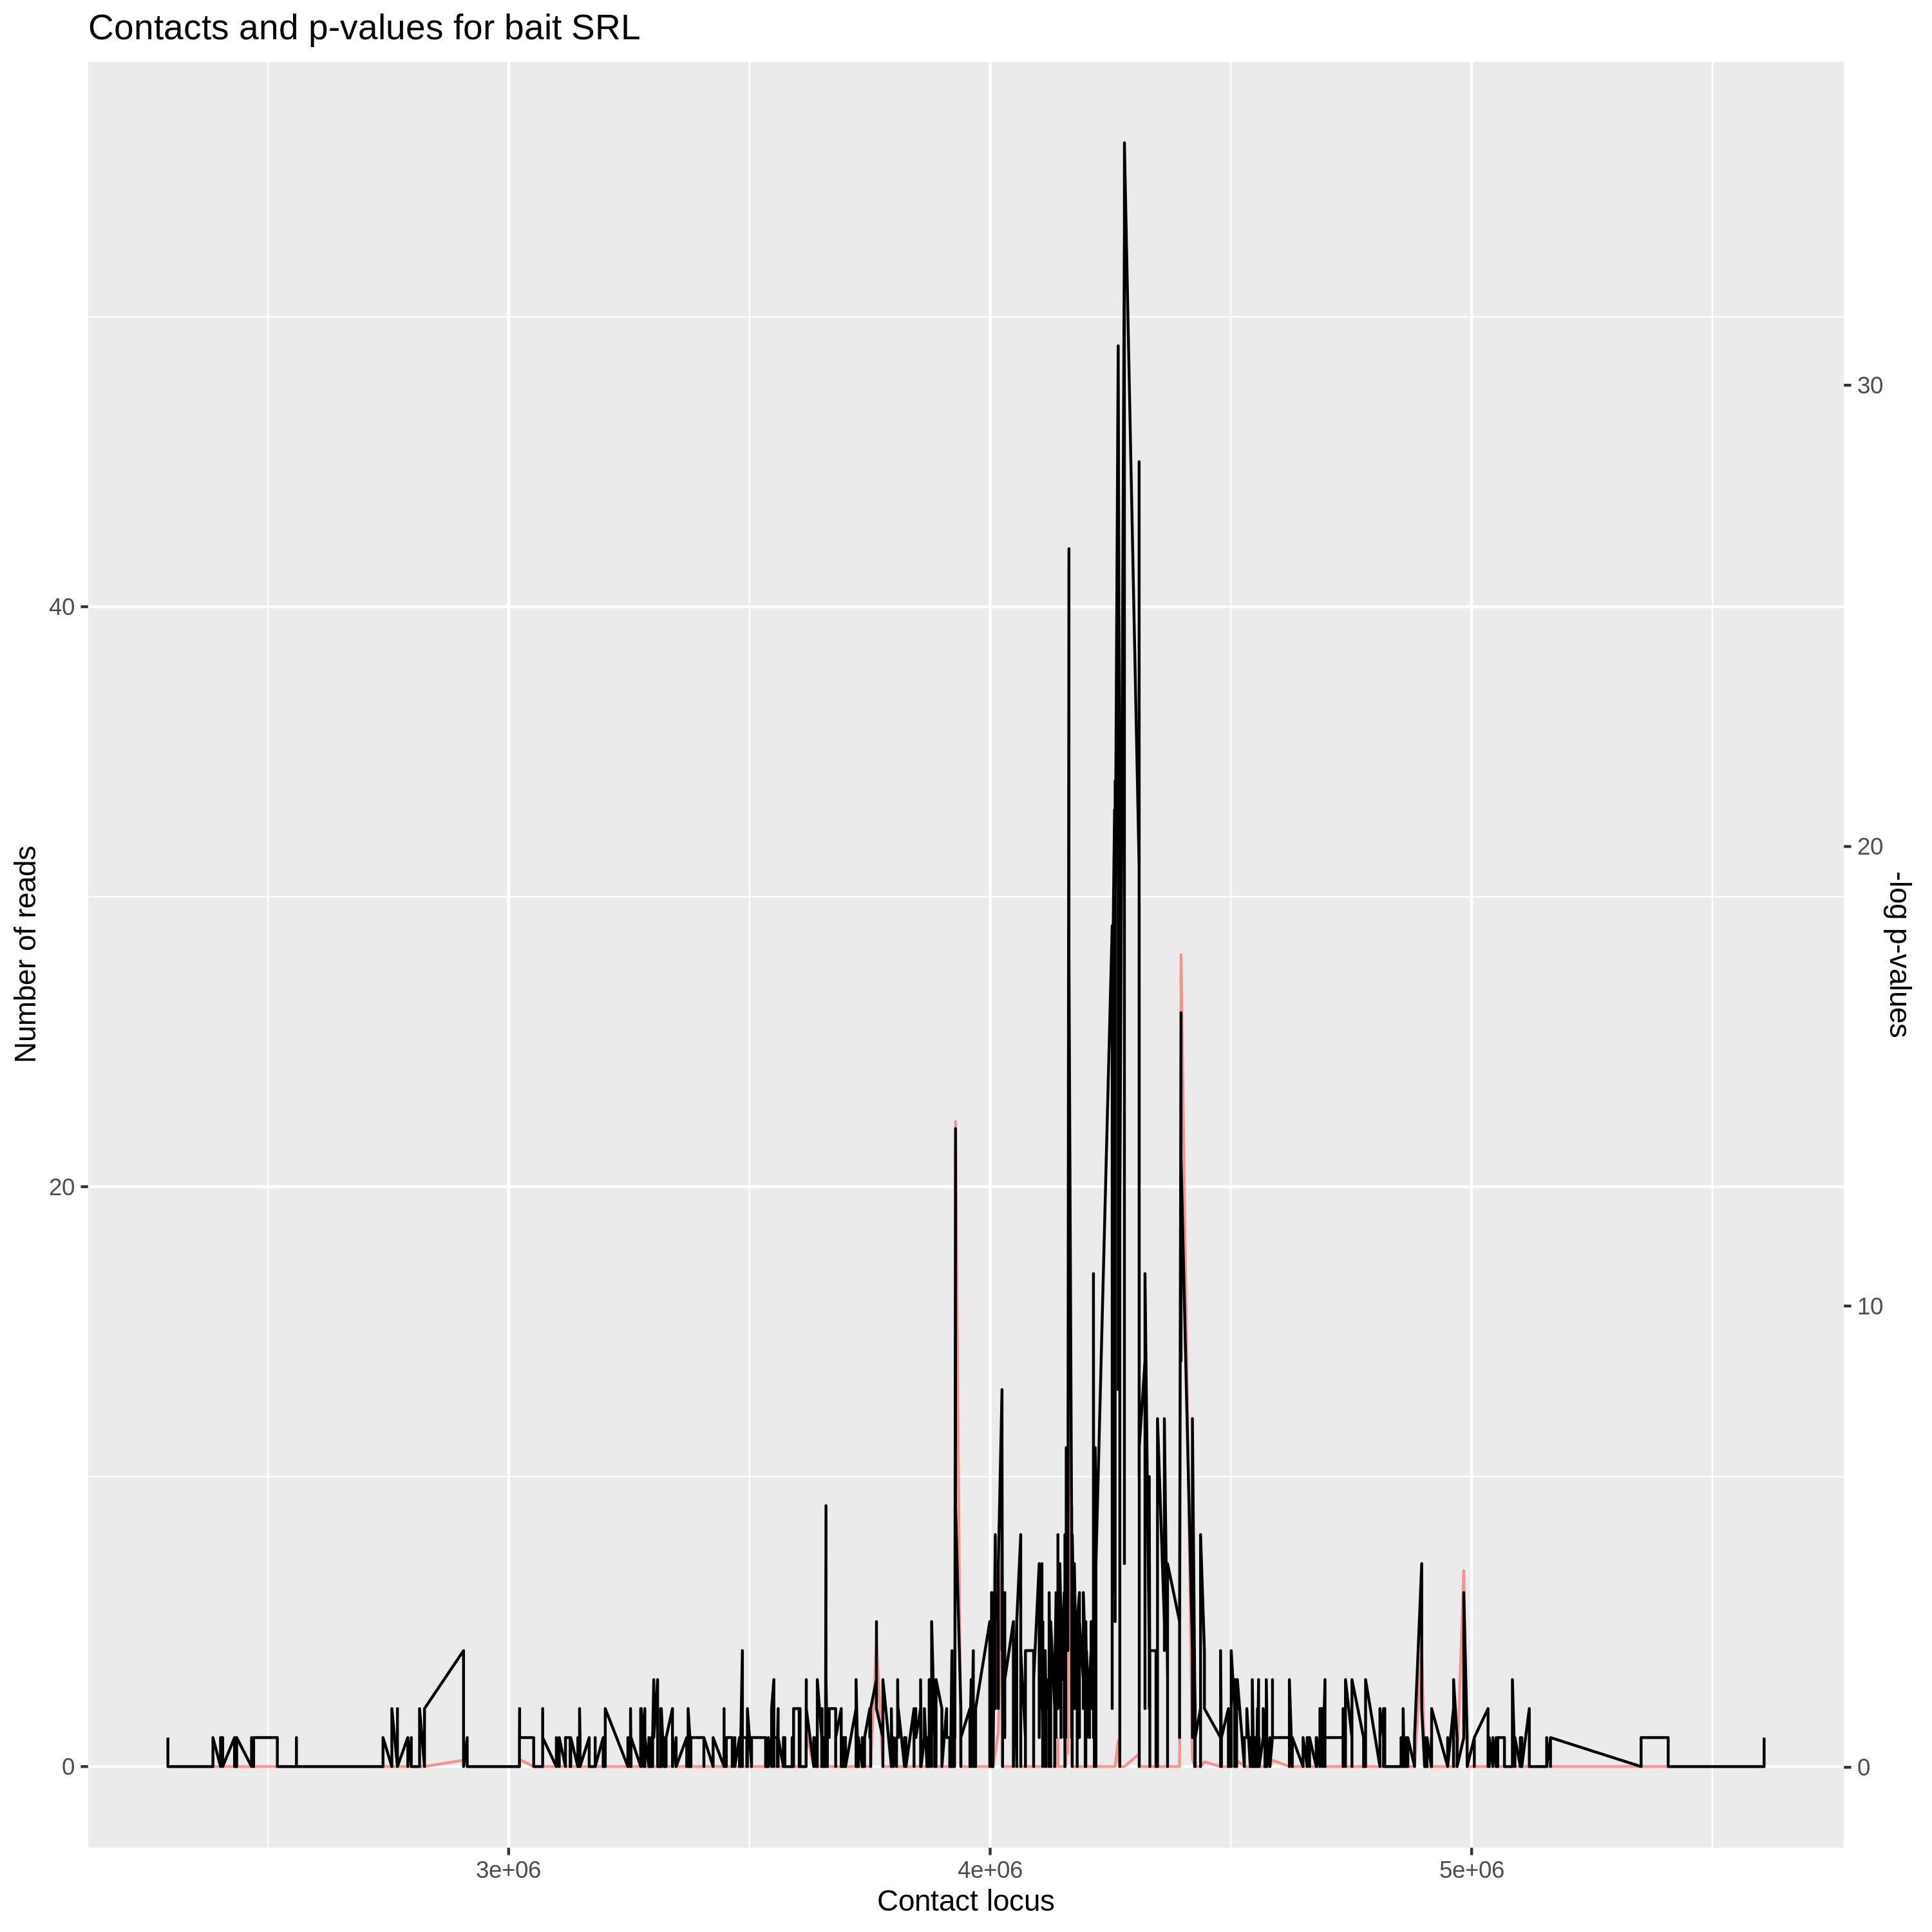 Contacts and p-values for bait SRL
Number of reads
40
20
0
30
20
10
0
-log p-values
3e+06 4e+06 5e+06
Contact locus